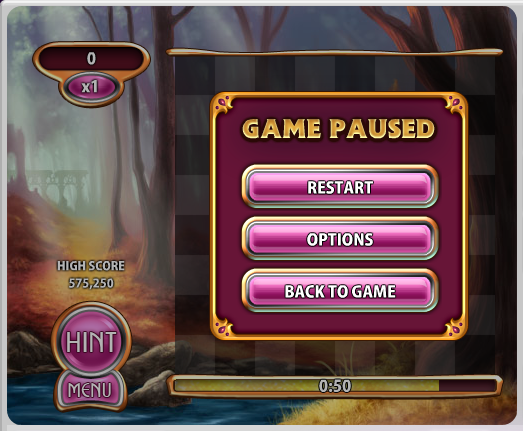 0
x1
GAME PAUSED
RESTART
OPTIONS
BACK TO GAME
HIGH SCORE
575,250
HINT
MENU
0:50